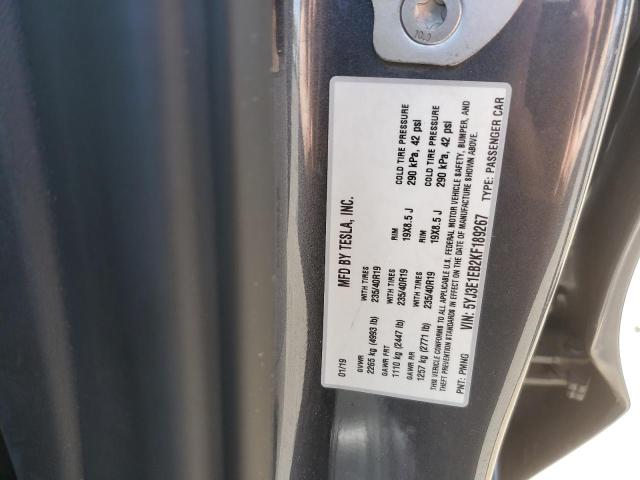 10.9
MFD BY TESLA, INC.
01/19
GVWR WITH TIRES RIM COLD TIRE PRESSURE
2265 kg (4993 lb) 235/40R19 19X8.5 J 290 kPa, 42 psi
GAWR FRT WITH TIRES RIM COLD TIRE PRESSURE
1110 kg (2447 lb) 235/40R19 19X8.5 J 290 kPa, 42 psi
GAWR RR WITH TIRES
1257 kg (2771 lb) 235/40R19
THIS VEHICLE CONFORMS TO ALL APPLICABLE U.S. FEDERAL MOTOR VEHICLE SAFETY, BUMPER, AND
THEFT PREVENTION STANDARDS IN EFFECT ON THE DATE OF MANUFACTURE SHOWN ABOVE.
VIN: 5YJ3E1EB2KF189267 TYPE: PASSENGER CAR
PNT: PMNG